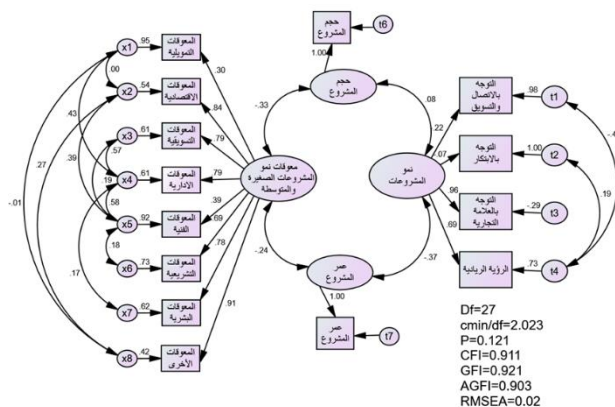 حجم
المشروع
t6
1.00
حجم
المشروع
x1
.95
المعوقات
التمويلية
.30
.00
x2
.54
المعوقات
الاقتصادية
.84
.43
x3
.61
المعوقات
التسويقية
.79
.57
.27
.39
.19
x4
.61
المعوقات
الادارية
.79
.58
-.01
x5
.92
المعوقات
الفنية
.39
.18
x6
.73
المعوقات
التشريعية
.69
.17
x7
.62
المعوقات
البشرية
.78
x8
.42
المعوقات
الأخرى
.91
معوقات نمو
المشروعات الصغيرة
والمتوسطة
-.33
-.24
.08
-.37
نمو
المشروعات
التوجه
بالاتصال
والتسويق
.98
t1
.22
التوجه
بالابتكار
1.00
t2
.07
التوجه
بالعلامة
التجارية
-.29
t3
.96
الرؤية الريادية
.73
t4
.69
.19
عمر
المشروع
1.00
عمر
المشروع
t7
Df=27
cmin/df=2.023
P=0.121
CFI=0.911
GFI=0.921
AGFI=0.903
RMSEA=0.02